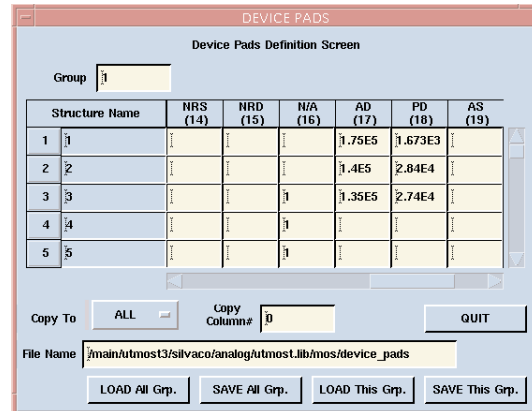 DEVICE PADS
Device Pads Definition Screen
Group 1
Structure Name NRS (14) NRD (15) N/A (16) AD (17) PD (18) AS (19)
1 1 1.75E5 1.673E3
2 2 1.4E5 2.84E4
3 3 1 1.35E5 2.74E4
4 4 1
5 5 1
Copy To ALL Copy Column# 0 QUIT
File Name /main/utmost3/silvaco/analog/utmost.lib/mos/device_pads
LOAD All Grp. SAVE All Grp. LOAD This Grp. SAVE This Grp.